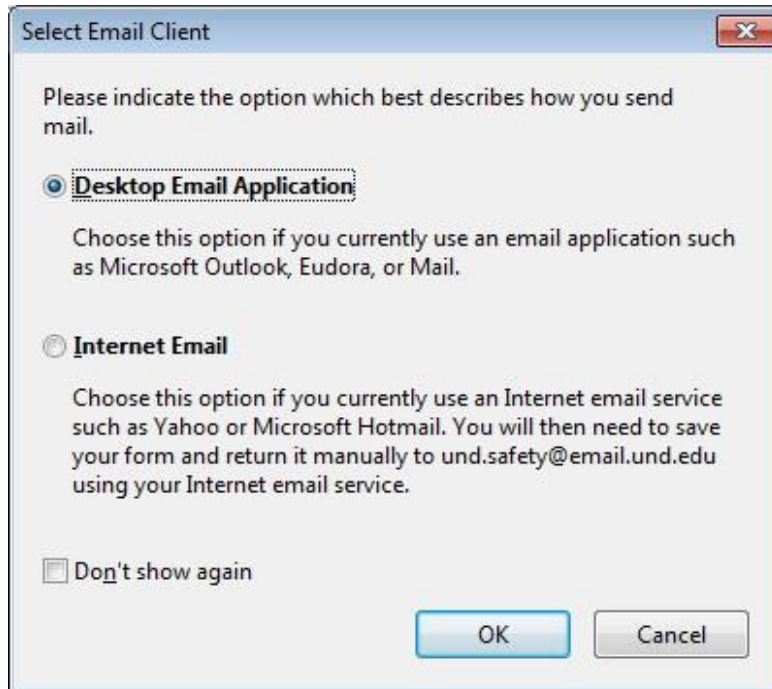 Select Email Client
Please indicate the option which best describes how you send
mail.
Desktop Email Application
Choose this option if you currently use an email application such
as Microsoft Outlook, Eudora, or Mail.
Internet Email
Choose this option if you currently use an Internet email service
such as Yahoo or Microsoft Hotmail. You will then need to save
your form and return it manually to und.safety@email.und.edu
using your Internet email service.
Don't show again
OK
Cancel